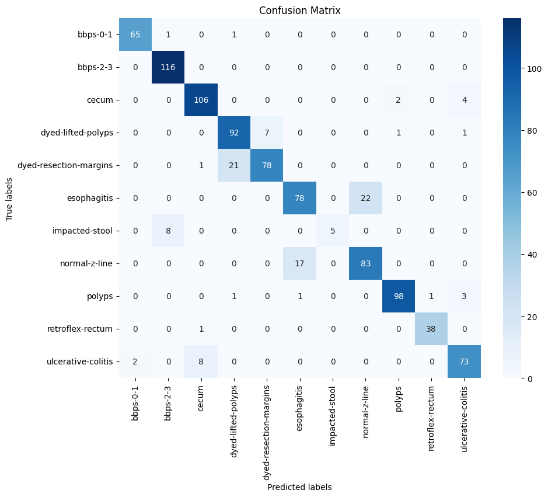 Confusion Matrix
bbps-0-1 65 1 0 1 0 0 0 0 0 0 0
bbps-2-3 0 116 0 0 0 0 0 0 0 0 0
cecum 0 0 106 0 0 0 0 0 2 0 4
dyed-lifted-polyps 0 0 0 92 7 0 0 0 1 0 1
dyed-resection-margins 0 0 1 21 78 0 0 0 0 0 0
esophagitis 0 0 0 0 0 78 0 22 0 0 0
impacted-stool 0 8 0 0 0 0 5 0 0 0 0
normal-z-line 0 0 0 0 0 17 0 83 0 0 0
polyps 0 0 0 1 0 1 0 0 98 1 3
retroflex-rectum 0 0 1 0 0 0 0 0 0 38 0
ulcerative-colitis 2 0 8 0 0 0 0 0 0 0 73
True labels
bbps-0-1
bbps-2-3
cecum
dyed-lifted-polyps
dyed-resection-margins
esophagitis
impacted-stool
normal-z-line
polyps
retroflex-rectum
ulcerative-colitis
Predicted labels
100
80
60
40
20
0